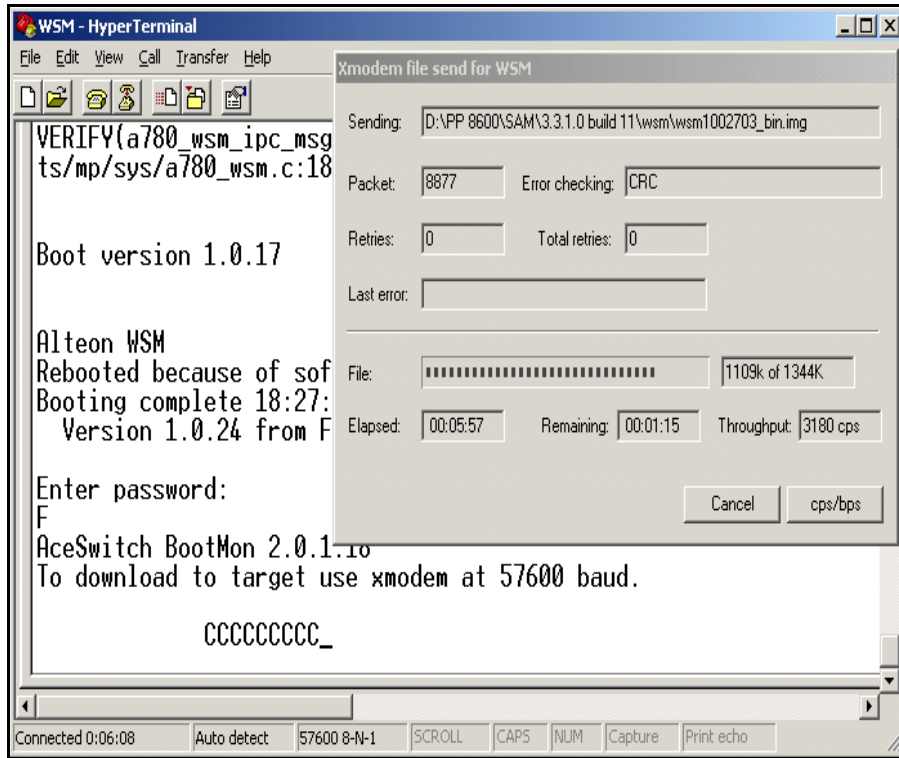 WSM - HyperTerminal
File Edit View Call Transfer Help
VERIFY(a780_wsm_ipc_msg
ts/mp/sys/a780_wsm.c:18
Boot version 1.0.17
Alteon WSM
Rebooted because of sof
Booting complete 18:27:
Version 1.0.24 from F
Enter password:
F
AceSwitch BootMon 2.0.1.18
To download to target use xmodem at 57600 baud.
CCCCCCCCC_
Xmodem file send for WSM
Sending: D:\PP 8600\SAM\3.3.1.0 build 11\wsm\wsm1002703_bin.img
Packet: 8877 Error checking: CRC
Retries: 0 Total retries: 0
Last error:
File: 1109k of 1344K
Elapsed: 00:05:57 Remaining: 00:01:15 Throughput: 3180 cps
Cancel cps/bps
Connected 0:06:08 Auto detect 57600 8-N-1 SCROLL CAPS NUM Capture Print echo